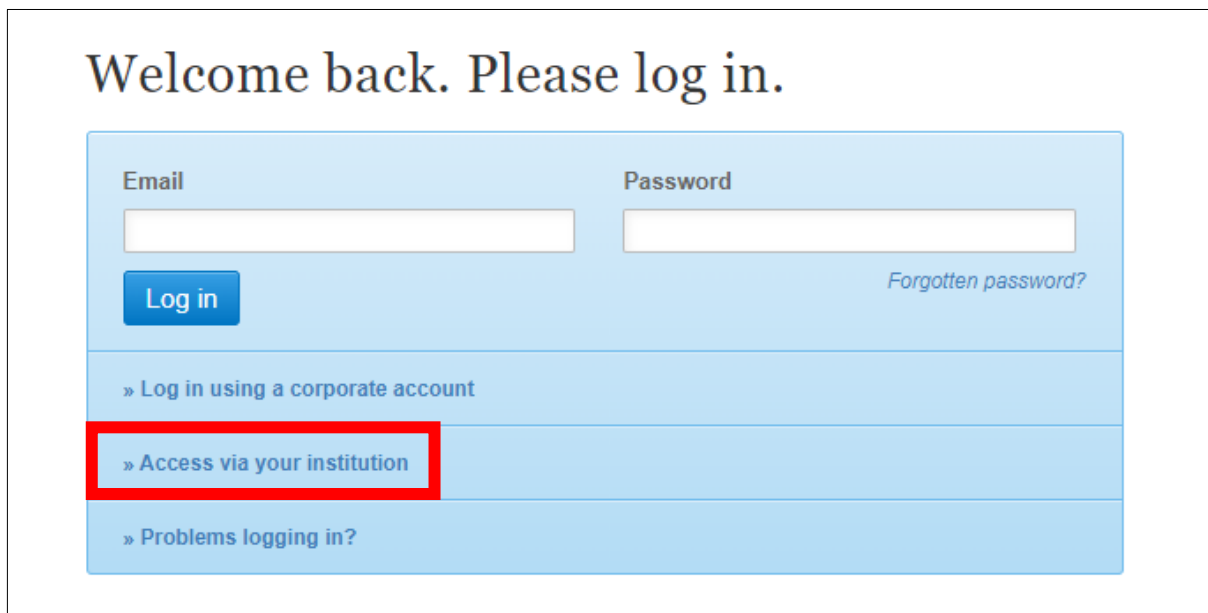 Welcome back. Please log in.
Email
Password
Log in
Forgotten password?
» Log in using a corporate account
» Access via your institution
» Problems logging in?